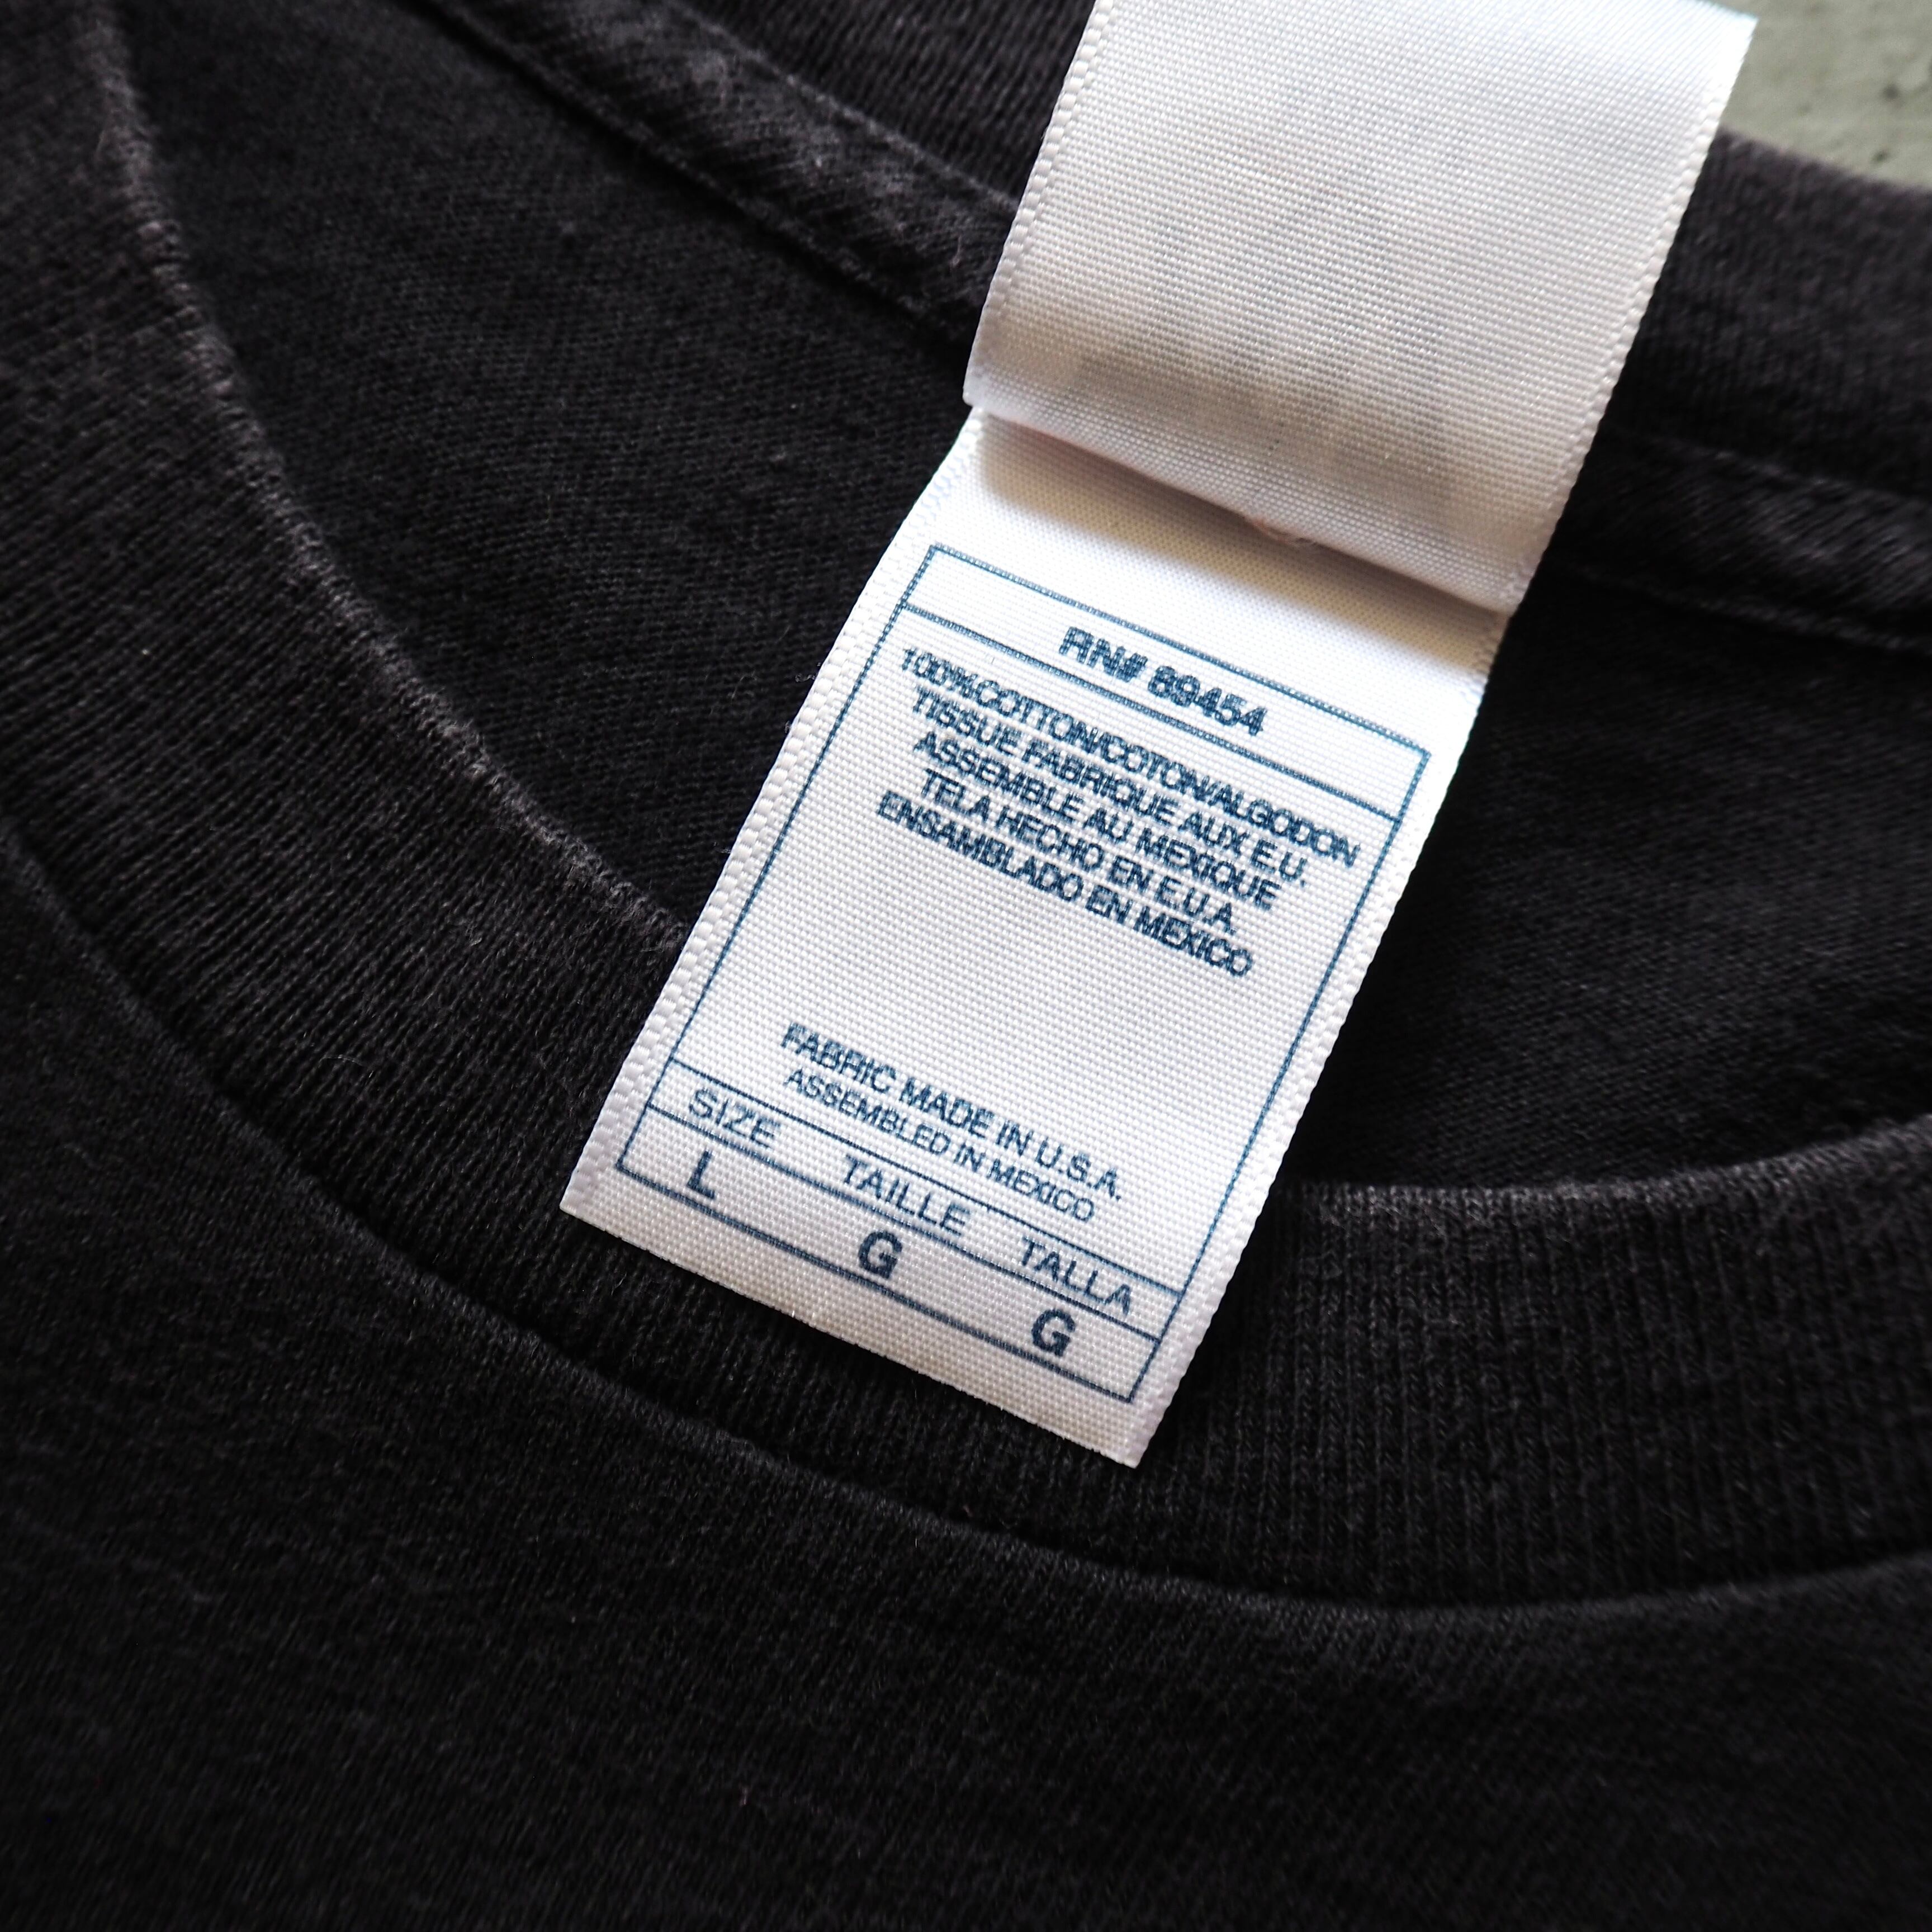 RN# 89454
100%COTTON/COTON/ALGODON
TISSUE FABRIQUE AUX E.U.
ASSEMBLE AU MEXIQUE
TELA HECHO EN E.U.A.
ENSAMBLADO EN MEXICO
FABRIC MADE IN U.S.A.
ASSEMBLED IN MEXICO
SIZE TAILLE TALLA
L G G